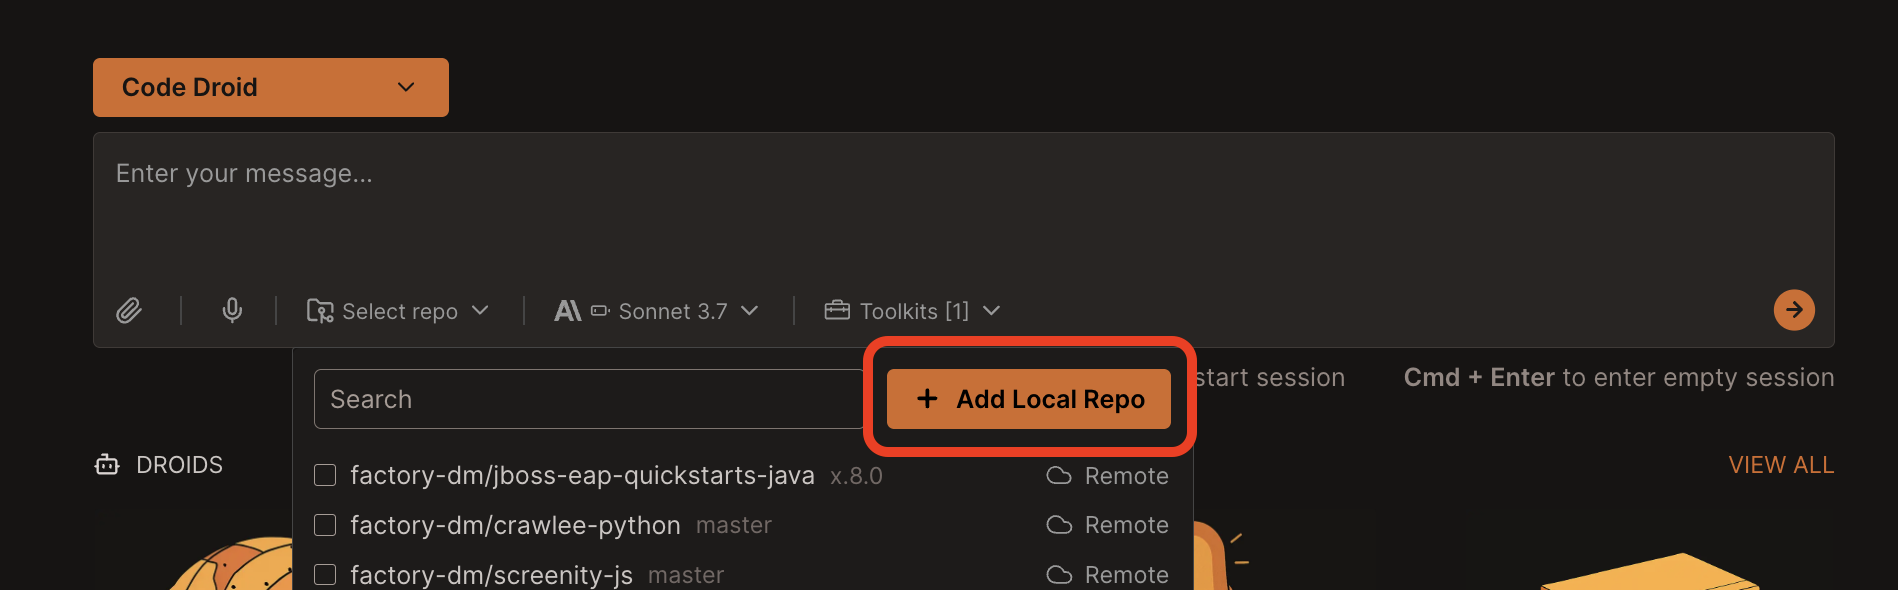 Code Droid
Enter your message...
Select repo
Sonnet 3.7
Toolkits [1]
Search
+ Add Local Repo
start session
Cmd + Enter to enter empty session
DROIDS
VIEW ALL
factory-dm/jboss-eap-quickstarts-java x.8.0 Remote
factory-dm/crawlee-python master Remote
factory-dm/screenity-js master Remote